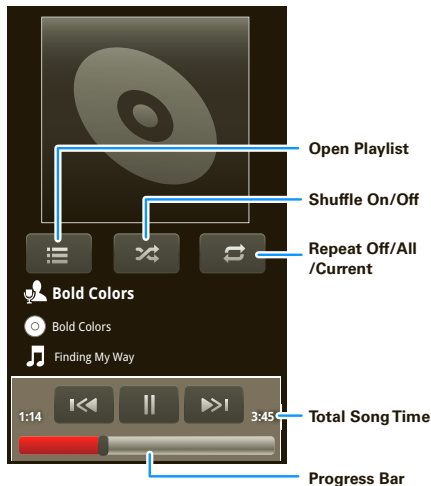 Open Playlist
Shuffle On/Off
Repeat Off/All
/Current
Bold Colors
Bold Colors
Finding My Way
1:14
3:45
Total Song Time
Progress Bar